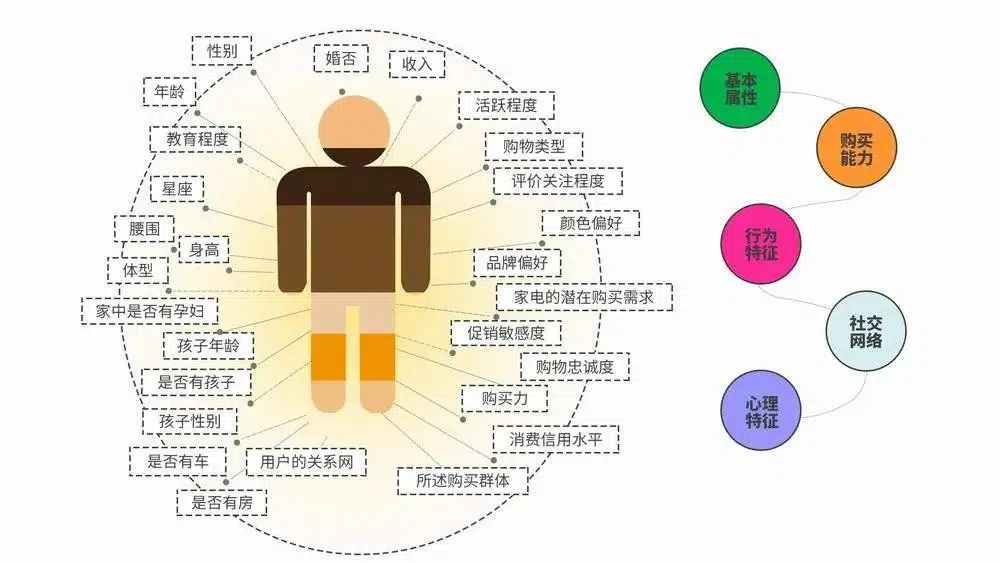 性别
婚否
收入
年龄
活跃程度
教育程度
购物类型
星座
评价关注程度
腰围
颜色偏好
身高
体型
品牌偏好
家中是否有孕妇
家电的潜在购买需求
孩子年龄
促销敏感度
是否有孩子
购物忠诚度
孩子性别
购买力
是否有车
用户的关系网
消费信用水平
是否有房
所述购买群体
基本
属性
购买
能力
行为
特征
社交
网络
心理
特征